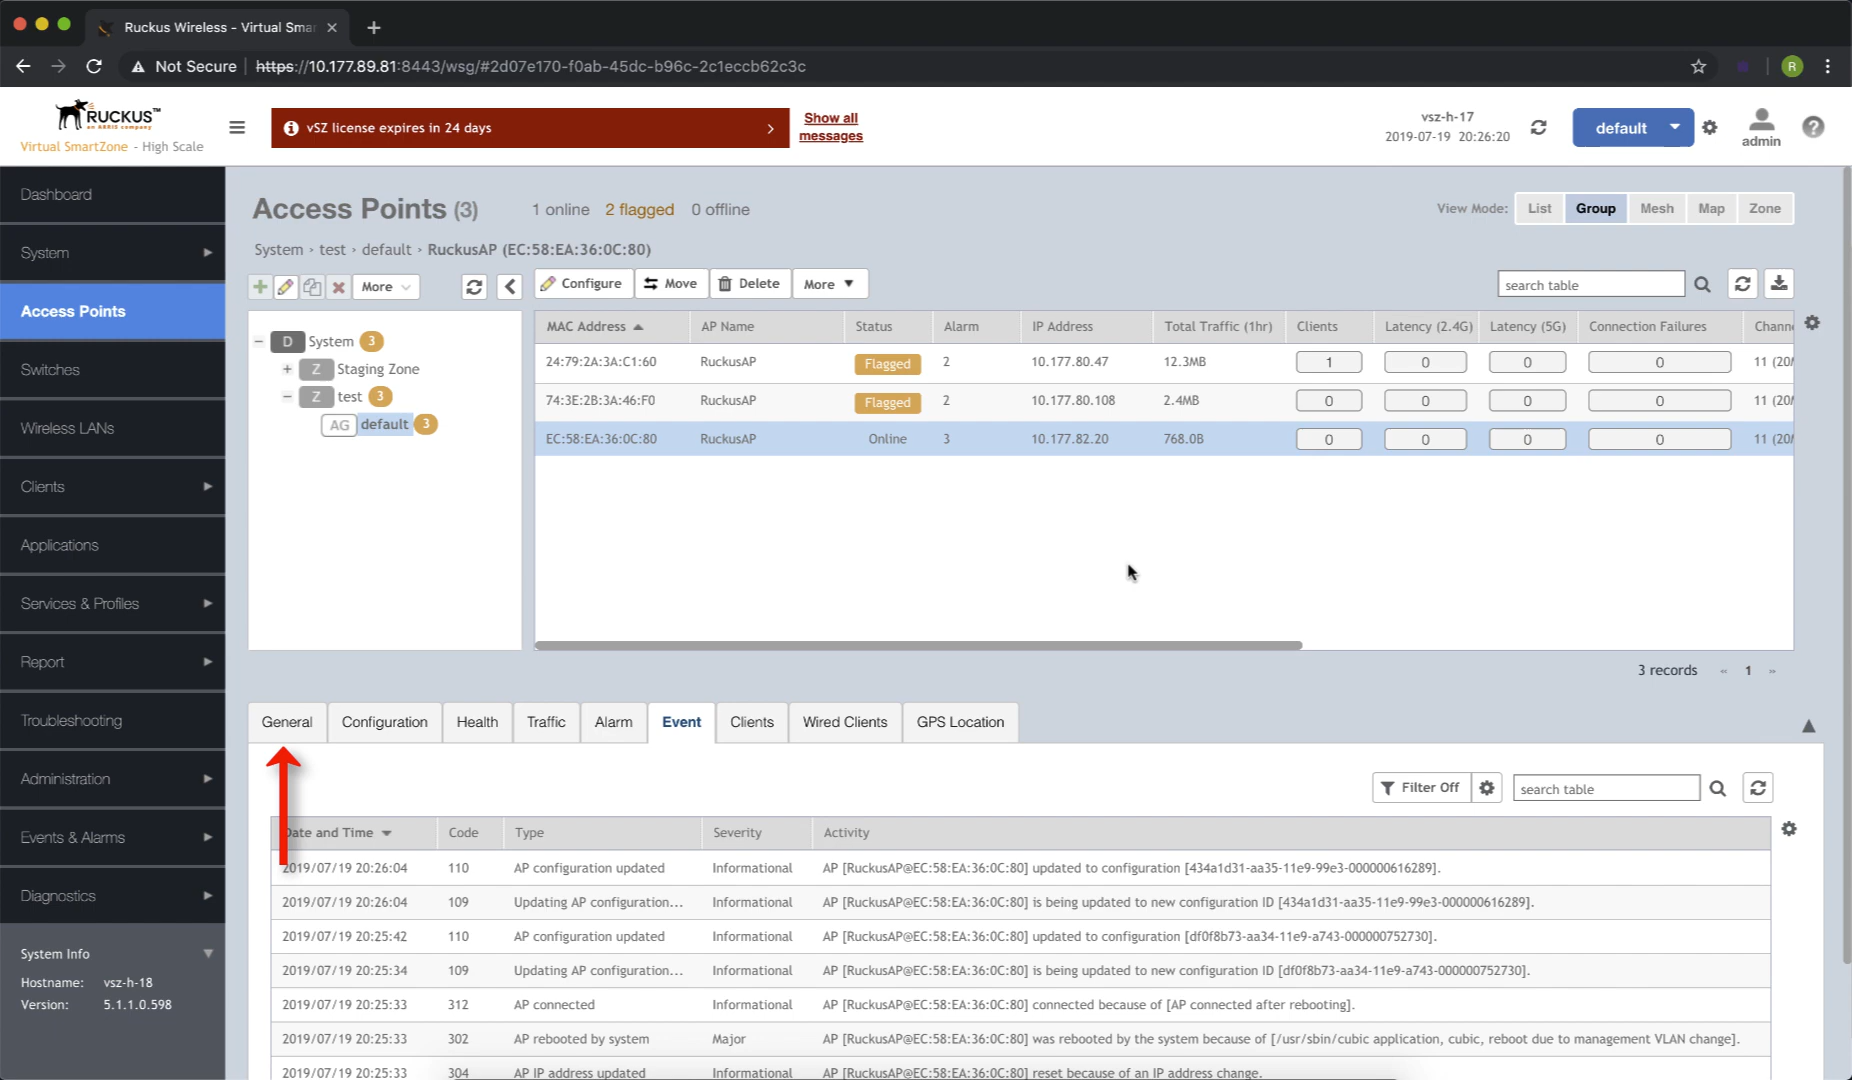 Ruckus Wireless - Virtual Smar
Not Secure https://10.177.89.81:8443/wsg/#2d07e170-f0ab-45dc-b96c-2c1eccb62c3c
R
RUCKUS™
an ARRIS company
Virtual SmartZone - High Scale
vSZ license expires in 24 days
Show all messages
vsz-h-17
2019-07-19 20:26:20
default
admin
Dashboard
System
Access Points
Switches
Wireless LANs
Clients
Applications
Services & Profiles
Report
Troubleshooting
Administration
Events & Alarms
Diagnostics
System Info
Hostname: vsz-h-18
Version: 5.1.1.0.598
Access Points (3) 1 online 2 flagged 0 offline
View Mode: List Group Mesh Map Zone
System › test › default › RuckusAP (EC:58:EA:36:0C:80)
More
Configure Move Delete More
search table
D System 3
Z Staging Zone
Z test 3
AG default 3
MAC Address AP Name Status Alarm IP Address Total Traffic (1hr) Clients Latency (2.4G) Latency (5G) Connection Failures Chann
24:79:2A:3A:C1:60 RuckusAP Flagged 2 10.177.80.47 12.3MB 1 0 0 0 11 (20M
74:3E:2B:3A:46:F0 RuckusAP Flagged 2 10.177.80.108 2.4MB 0 0 0 0 11 (20M
EC:58:EA:36:0C:80 RuckusAP Online 3 10.177.82.20 768.0B 0 0 0 0 11 (20M
3 records « 1 »
General Configuration Health Traffic Alarm Event Clients Wired Clients GPS Location
Filter Off search table
Date and Time Code Type Severity Activity
2019/07/19 20:26:04 110 AP configuration updated Informational AP [RuckusAP@EC:58:EA:36:0C:80] updated to configuration [434a1d31-aa35-11e9-99e3-000000616289].
2019/07/19 20:26:04 109 Updating AP configuration... Informational AP [RuckusAP@EC:58:EA:36:0C:80] is being updated to new configuration ID [434a1d31-aa35-11e9-99e3-000000616289].
2019/07/19 20:25:42 110 AP configuration updated Informational AP [RuckusAP@EC:58:EA:36:0C:80] updated to configuration [df0f8b73-aa34-11e9-a743-000000752730].
2019/07/19 20:25:34 109 Updating AP configuration... Informational AP [RuckusAP@EC:58:EA:36:0C:80] is being updated to new configuration ID [df0f8b73-aa34-11e9-a743-000000752730].
2019/07/19 20:25:33 312 AP connected Informational AP [RuckusAP@EC:58:EA:36:0C:80] connected because of [AP connected after rebooting].
2019/07/19 20:25:33 302 AP rebooted by system Major AP [RuckusAP@EC:58:EA:36:0C:80] was rebooted by the system because of [/usr/sbin/cubic application, cubic, reboot due to management VLAN change].
2019/07/19 20:25:33 304 AP IP address updated Informational AP [RuckusAP@EC:58:EA:36:0C:80] reset because of an IP address change.